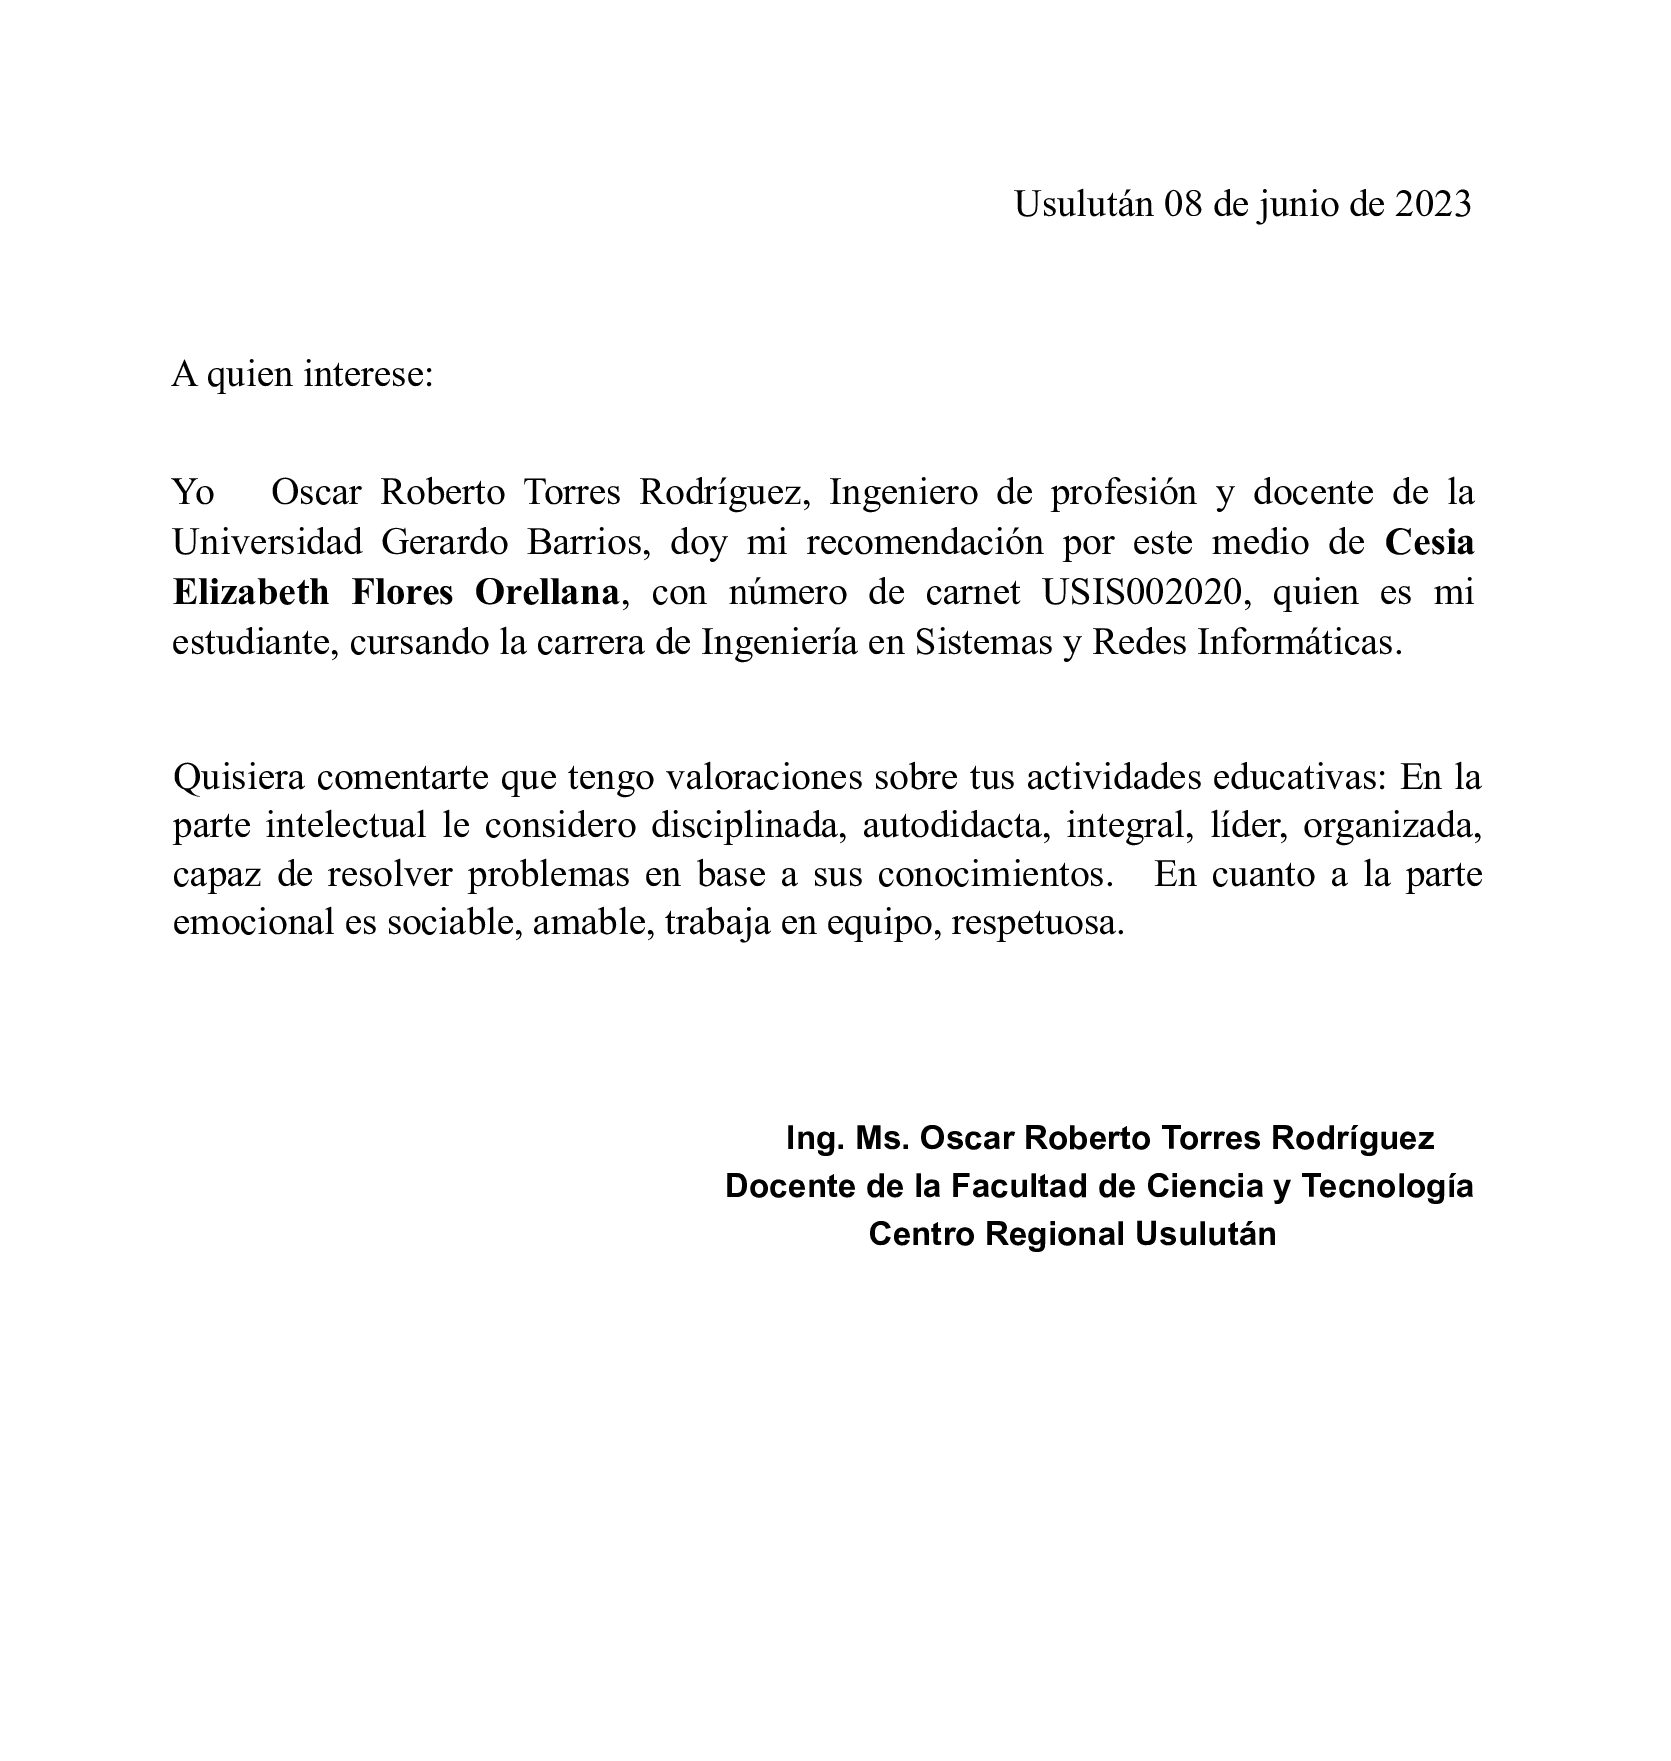 Usulután 08 de junio de 2023
A quien interese:
Yo Oscar Roberto Torres Rodríguez, Ingeniero de profesión y docente de la
Universidad Gerardo Barrios, doy mi recomendación por este medio de Cesia
Elizabeth Flores Orellana, con número de carnet USIS002020, quien es mi
estudiante, cursando la carrera de Ingeniería en Sistemas y Redes Informáticas.
Quisiera comentarte que tengo valoraciones sobre tus actividades educativas: En la
parte intelectual le considero disciplinada, autodidacta, integral, líder, organizada,
capaz de resolver problemas en base a sus conocimientos. En cuanto a la parte
emocional es sociable, amable, trabaja en equipo, respetuosa.
Ing. Ms. Oscar Roberto Torres Rodríguez
Docente de la Facultad de Ciencia y Tecnología
Centro Regional Usulután